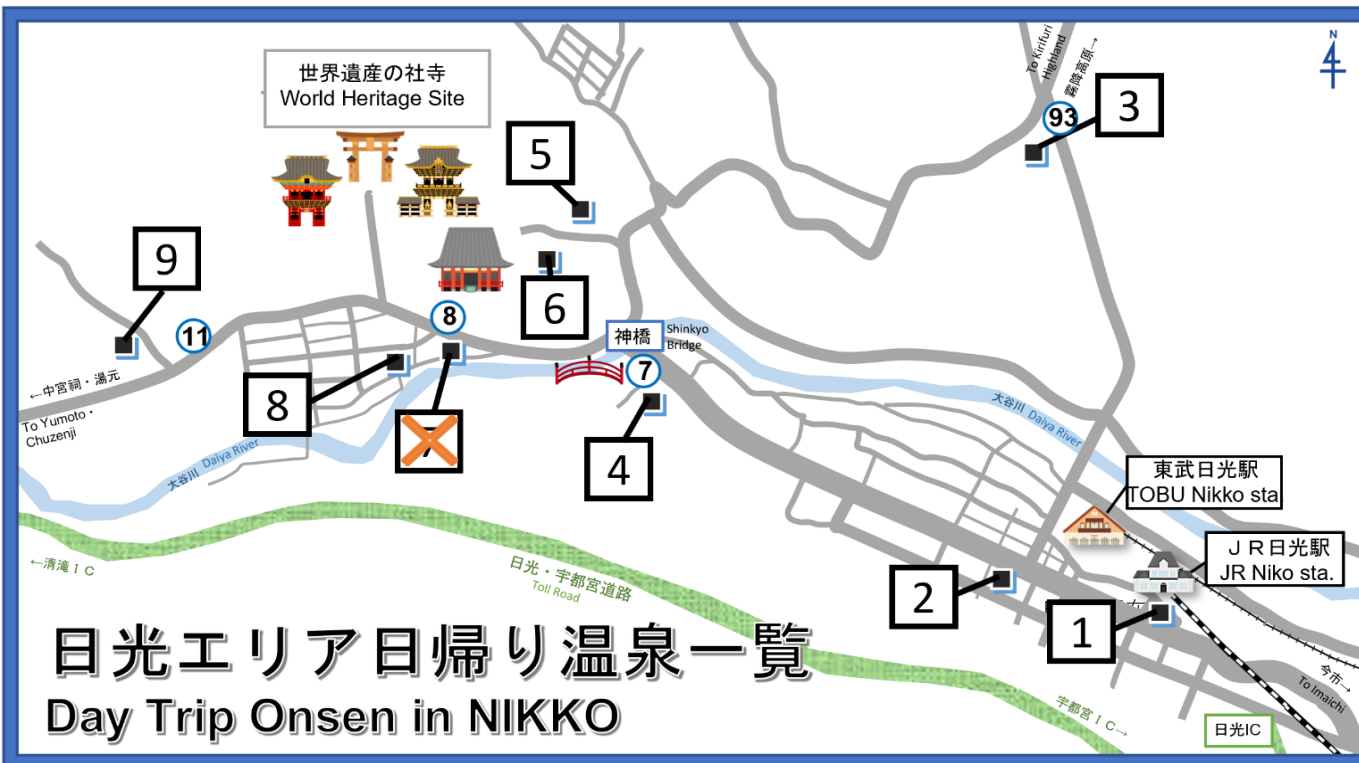 世界遺産の社寺
World Heritage Site
N
To Kirifuri
Highland
霧降高原→
93
3
5
9
6
8
11
神橋
Shinkyo
Bridge
7
←中宮祠・湯元
To Yumoto・
Chuzenji
8
4
大谷川 Daiya River
大谷川 Daiya River
東武日光駅
TOBU Nikko sta
JR日光駅
JR Niko sta.
2
1
←清滝IC
日光・宇都宮道路
Toll Road
今市→
To Imaichi
宇都宮IC→
日光IC
日光エリア日帰り温泉一覧
Day Trip Onsen in NIKKO